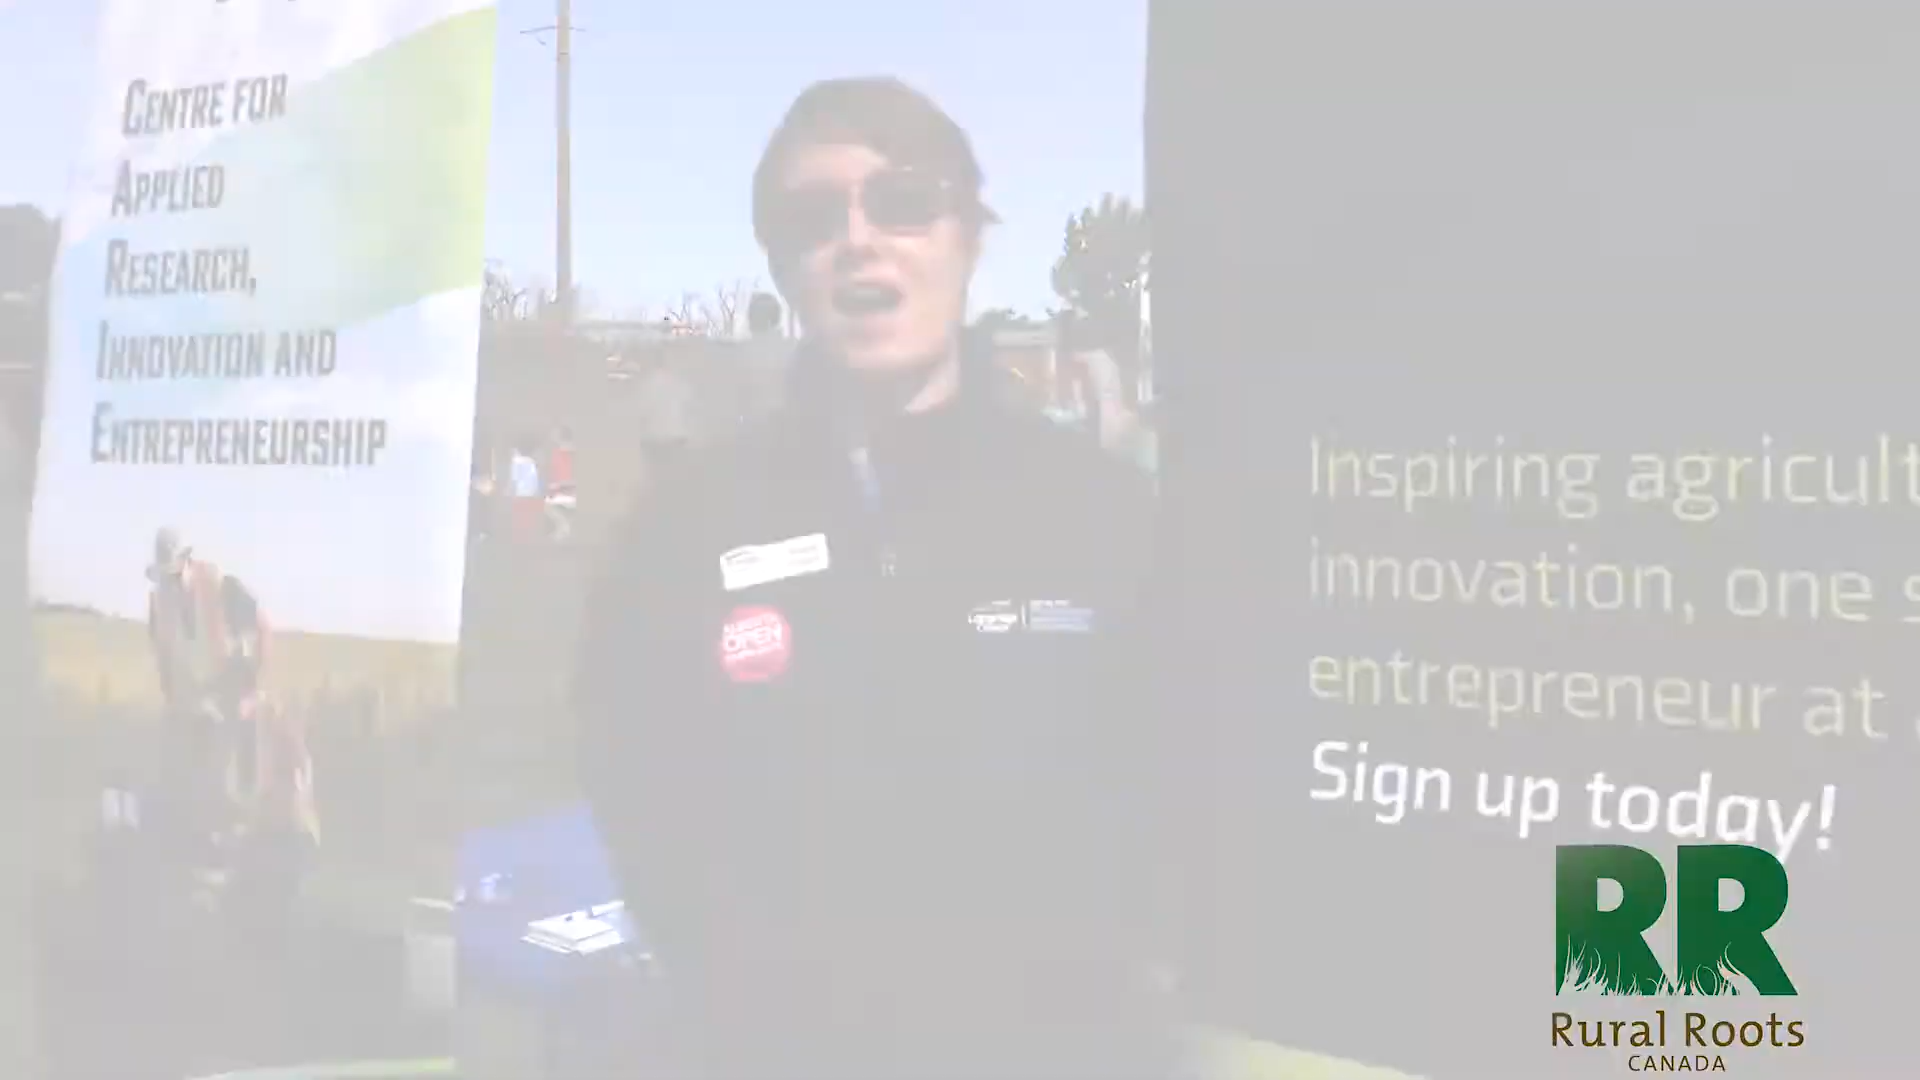 CENTRE FOR
APPLIED
RESEARCH,
INNOVATION AND
ENTREPRENEURSHIP
OPEN
Inspiring agricult
innovation, one s
entrepreneur at
Sign up today!
RR
Rural Roots
CANADA